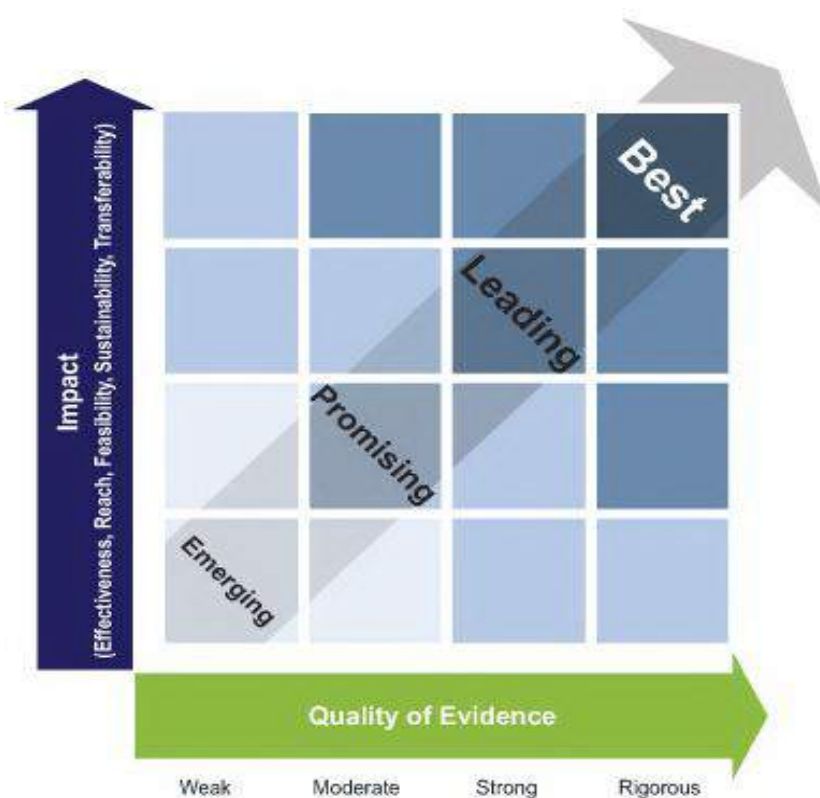 Impact
(Effectiveness, Reach, Feasibility, Sustainability, Transferability)
Best
Leading
Promising
Emerging
Quality of Evidence
Weak Moderate Strong Rigorous